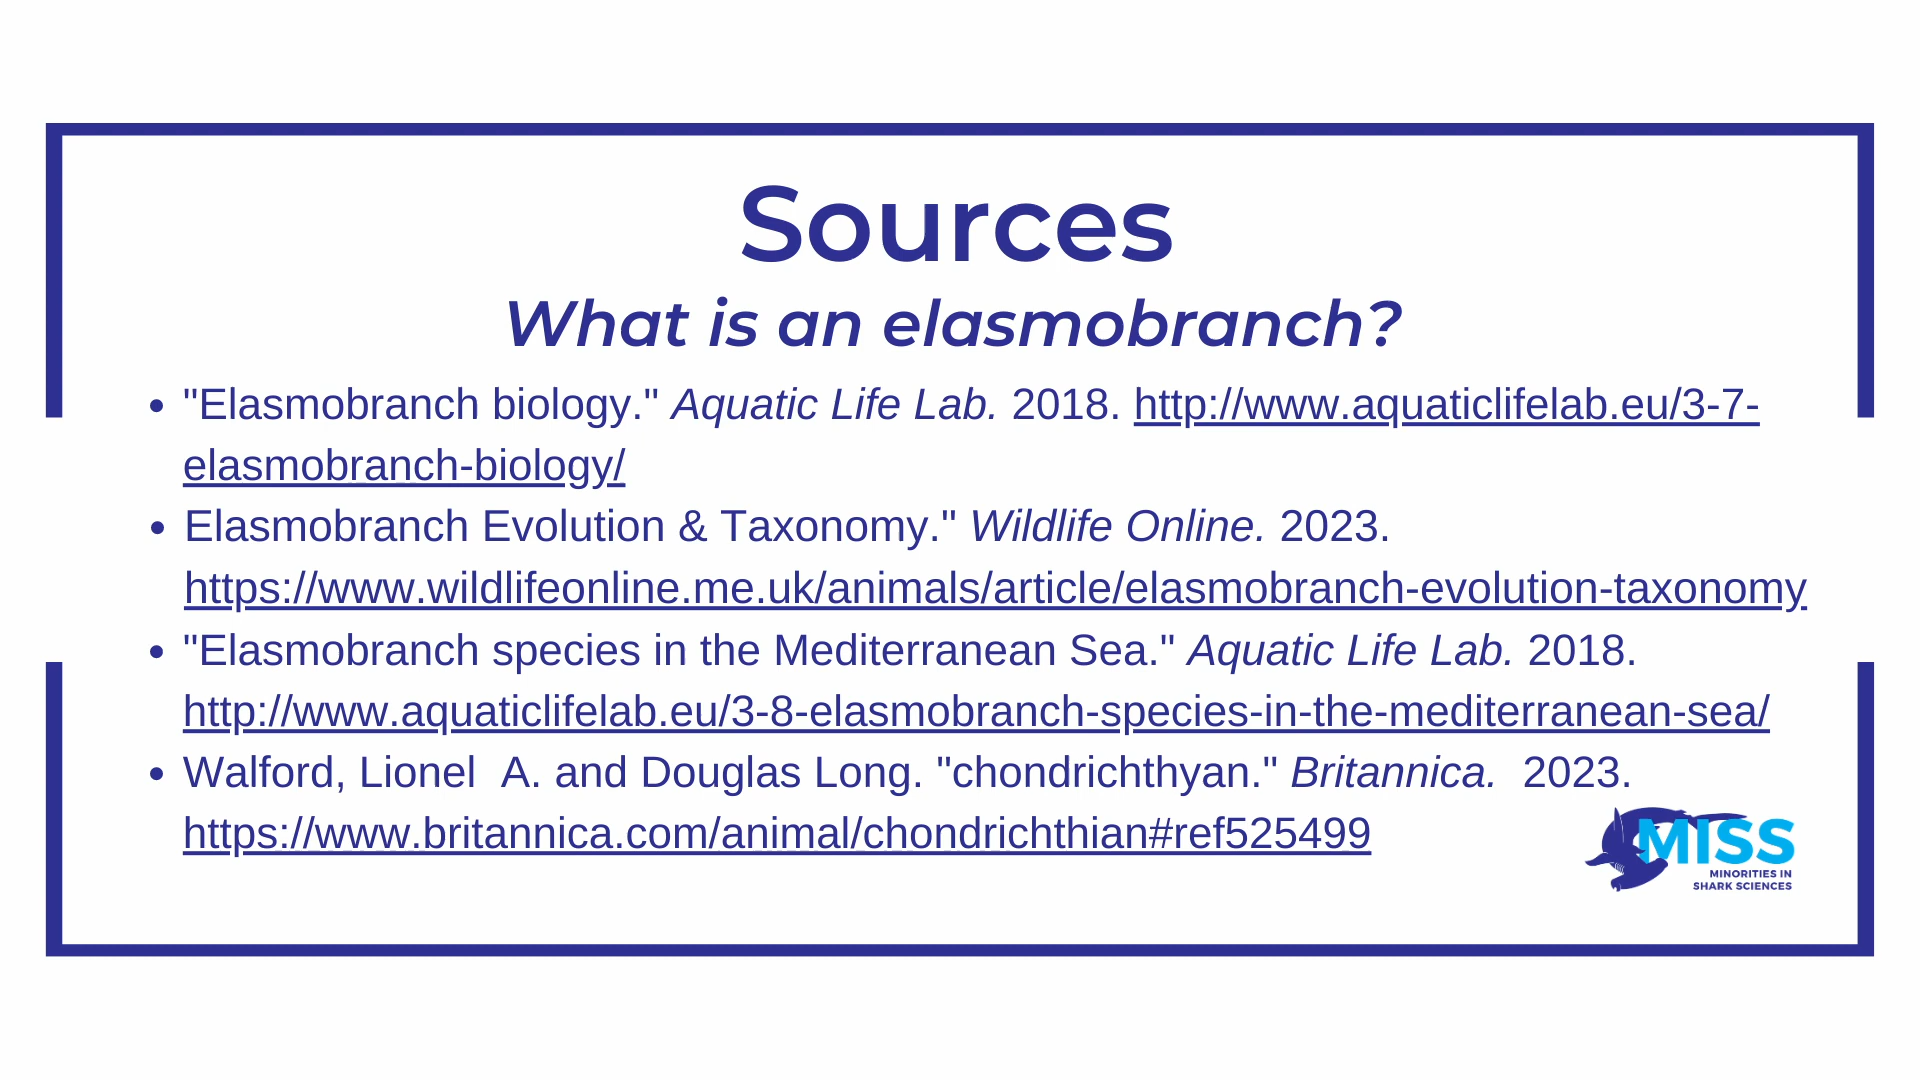 Sources
What is an elasmobranch?
• "Elasmobranch biology." Aquatic Life Lab. 2018. http://www.aquaticlifelab.eu/3-7-
elasmobranch-biology/
• Elasmobranch Evolution & Taxonomy." Wildlife Online. 2023.
https://www.wildlifeonline.me.uk/animals/article/elasmobranch-evolution-taxonomy
• "Elasmobranch species in the Mediterranean Sea." Aquatic Life Lab. 2018.
http://www.aquaticlifelab.eu/3-8-elasmobranch-species-in-the-mediterranean-sea/
• Walford, Lionel  A. and Douglas Long. "chondrichthyan." Britannica.  2023.
https://www.britannica.com/animal/chondrichthian#ref525499
MISS
MINORITIES IN
SHARK SCIENCES